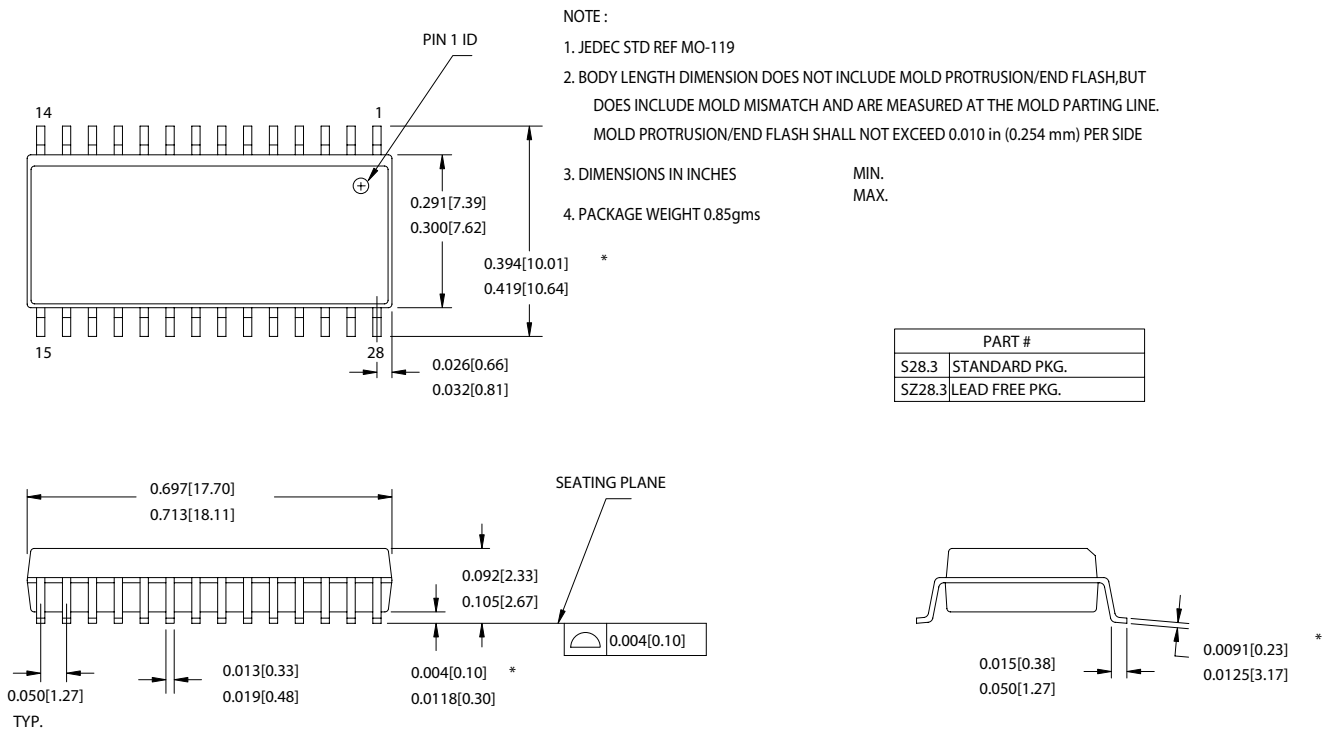 NOTE :
PIN 1 ID
1. JEDEC STD REF MO-119
2. BODY LENGTH DIMENSION DOES NOT INCLUDE MOLD PROTRUSION/END FLASH,BUT
DOES INCLUDE MOLD MISMATCH AND ARE MEASURED AT THE MOLD PARTING LINE.
MOLD PROTRUSION/END FLASH SHALL NOT EXCEED 0.010 in (0.254 mm) PER SIDE
3. DIMENSIONS IN INCHES
MIN.
MAX.
4. PACKAGE WEIGHT 0.85gms
14
1
0.291[7.39]
0.300[7.62]
0.394[10.01] *
0.419[10.64]
15
28
0.026[0.66]
0.032[0.81]
PART #
S28.3 STANDARD PKG.
SZ28.3 LEAD FREE PKG.
0.697[17.70]
0.713[18.11]
SEATING PLANE
0.092[2.33]
0.105[2.67]
0.004[0.10]
0.050[1.27]
TYP.
0.013[0.33]
0.019[0.48]
0.004[0.10] *
0.0118[0.30]
0.015[0.38]
0.050[1.27]
0.0091[0.23] *
0.0125[3.17]